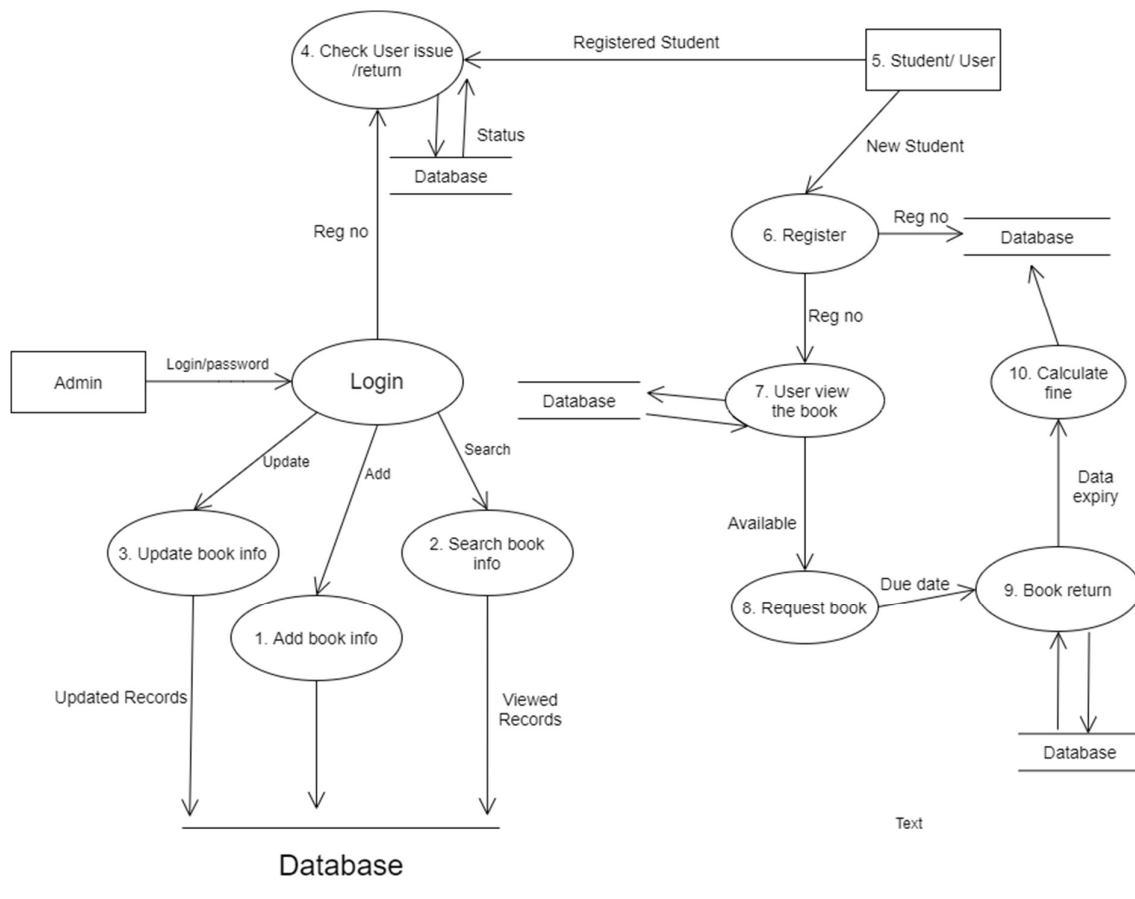 4. Check User issue
/return
Registered Student
5. Student/ User
Status
New Student
Database
Reg no
6. Register
Reg no
Database
Reg no
Admin
Login/password
Login
Database
7. User view
the book
10. Calculate
fine
Update
Add
Search
Data
expiry
Available
3. Update book info
2. Search book
info
8. Request book
Due date
9. Book return
1. Add book info
Updated Records
Viewed
Records
Database
Text
Database